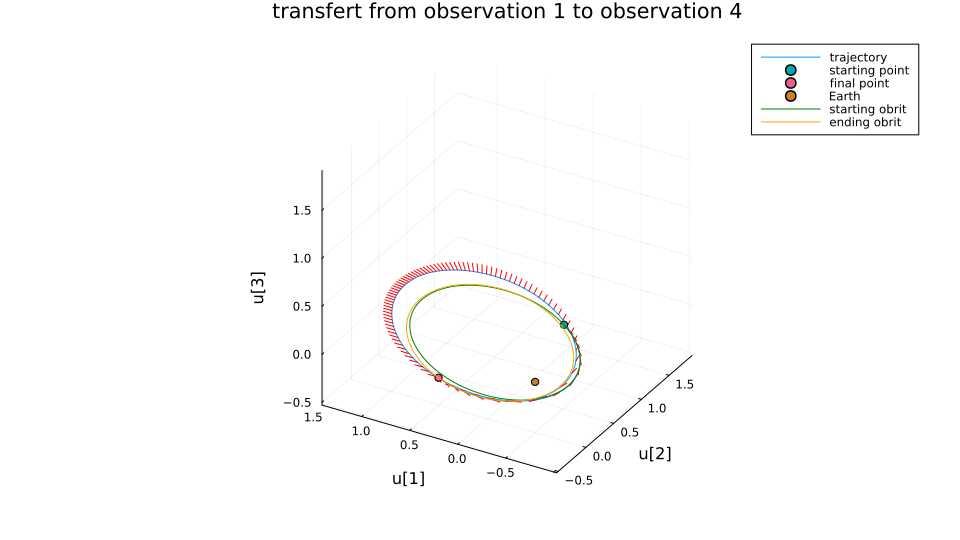 transfert from observation 1 to observation 4
trajectory
starting point
final point
Earth
starting obrit
ending obrit
u[3]
1.5
1.0
0.5
0.0
−0.5
1.5
1.0
0.5
0.0
−0.5
u[1]
−0.5
0.0
0.5
1.0
1.5
u[2]